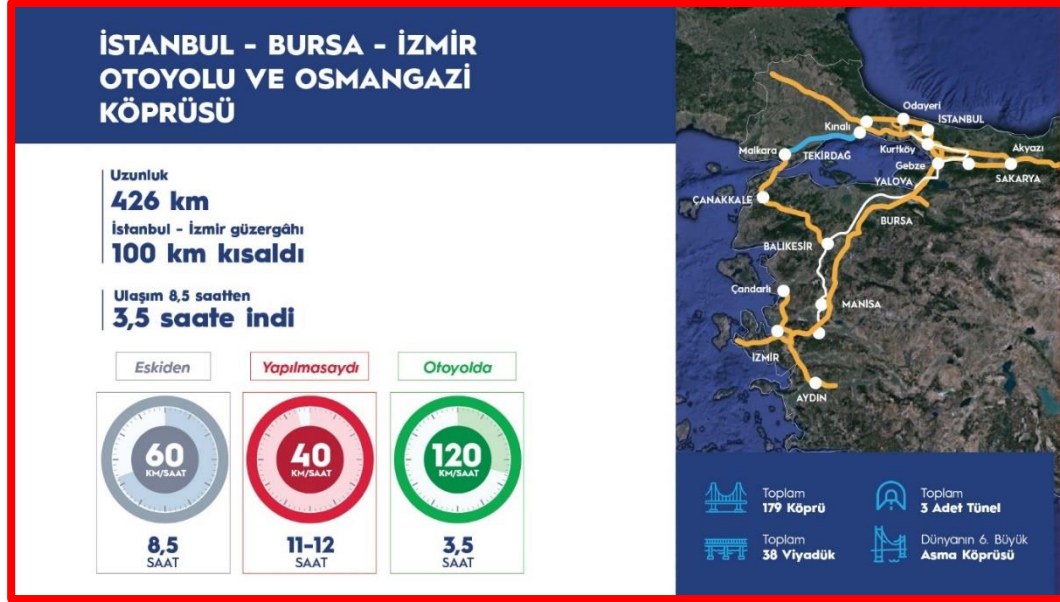 İSTANBUL - BURSA - İZMİR
OTOYOLU VE OSMANGAZİ
KÖPRÜSÜ
Uzunluk
426 km
İstanbul - İzmir güzergâhı
100 km kısaldı
Ulaşım 8,5 saatten
3,5 saate indi
Eskiden
Yapılmasaydı
Otoyolda
60
KM/SAAT
40
KM/SAAT
120
KM/SAAT
8,5
SAAT
11-12
SAAT
3,5
SAAT
Odayeri
İSTANBUL
Kınalı
Kurtköy
Akyazı
Malkara
TEKİRDAĞ
Gebze
SAKARYA
YALOVA
ÇANAKKALE
BURSA
BALIKESİR
Çandarlı
MANİSA
İZMİR
AYDIN
Toplam
179 Köprü
Toplam
3 Adet Tünel
Toplam
38 Viyadük
Dünyanın 6. Büyük
Asma Köprüsü